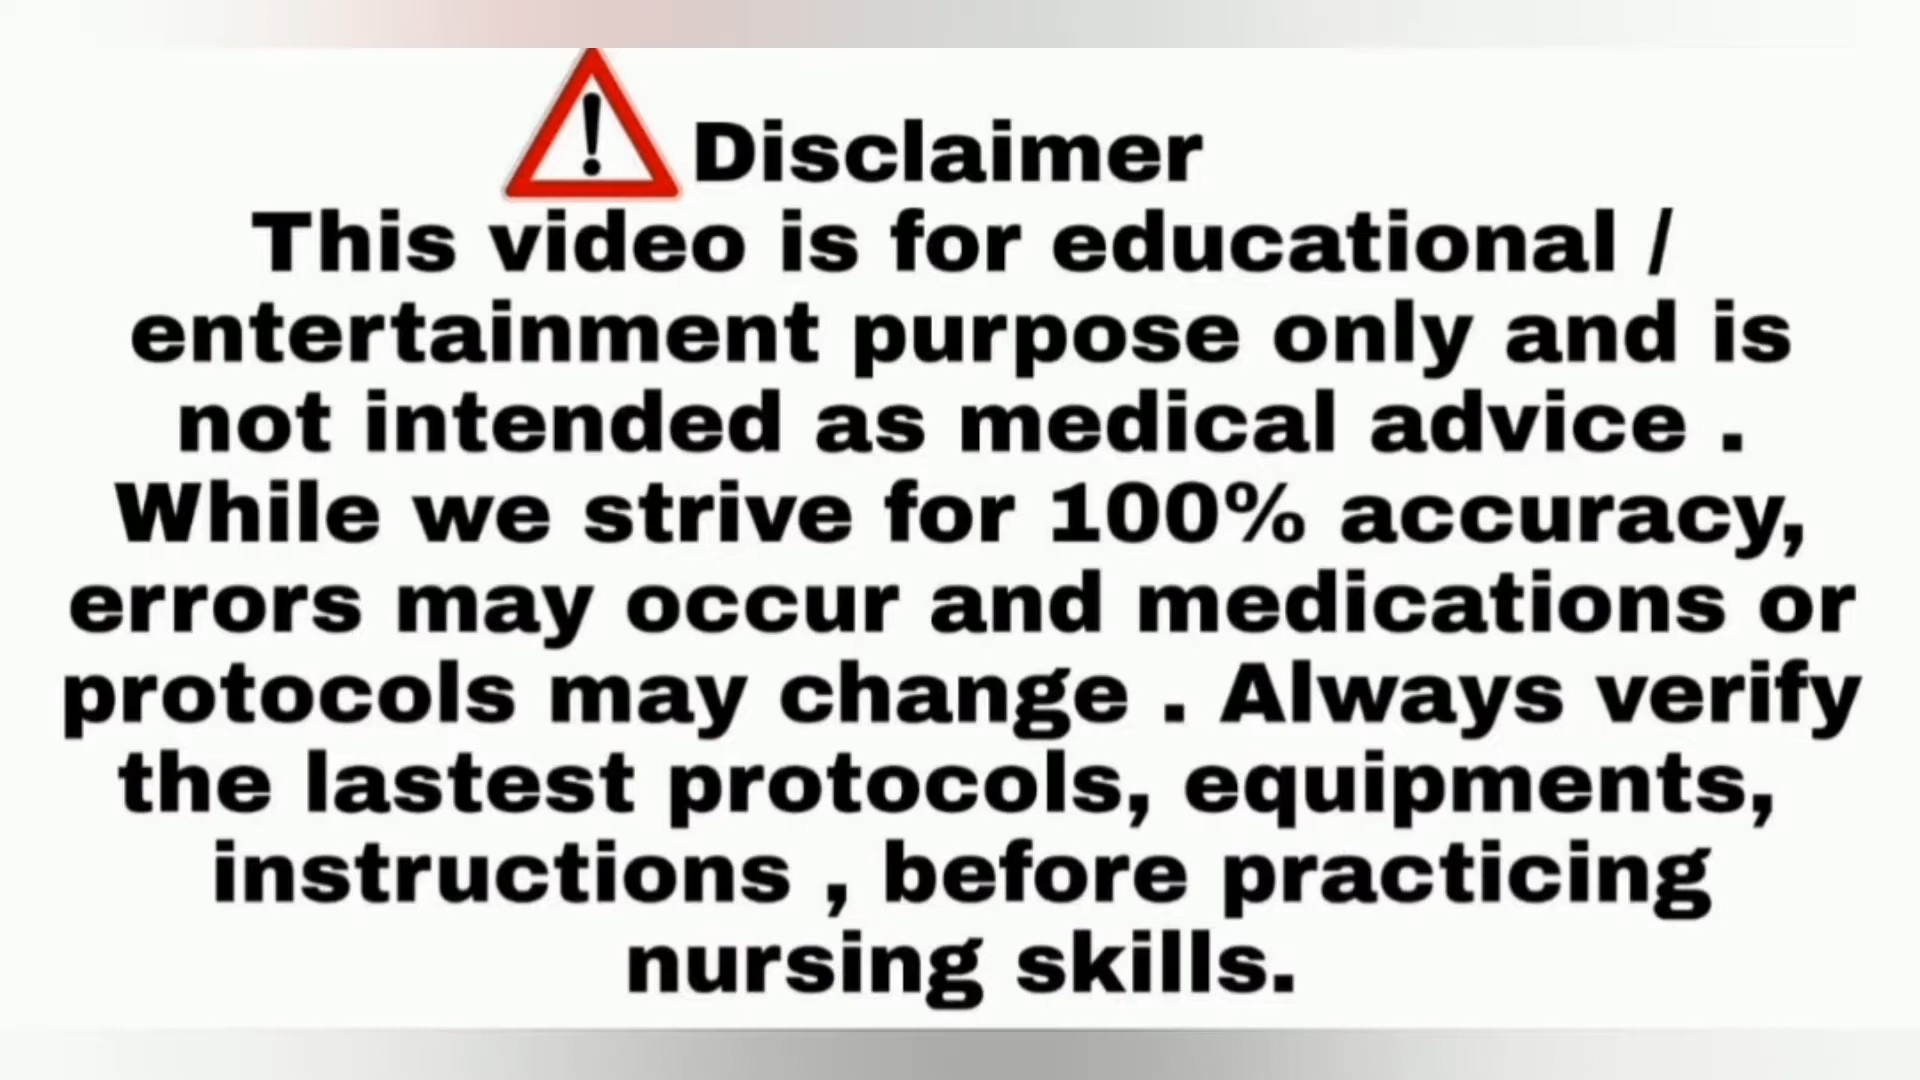 Disclaimer
This video is for educational /
entertainment purpose only and is
not intended as medical advice .
While we strive for 100% accuracy,
errors may occur and medications or
protocols may change . Always verify
the lastest protocols, equipments,
instructions , before practicing
nursing skills.